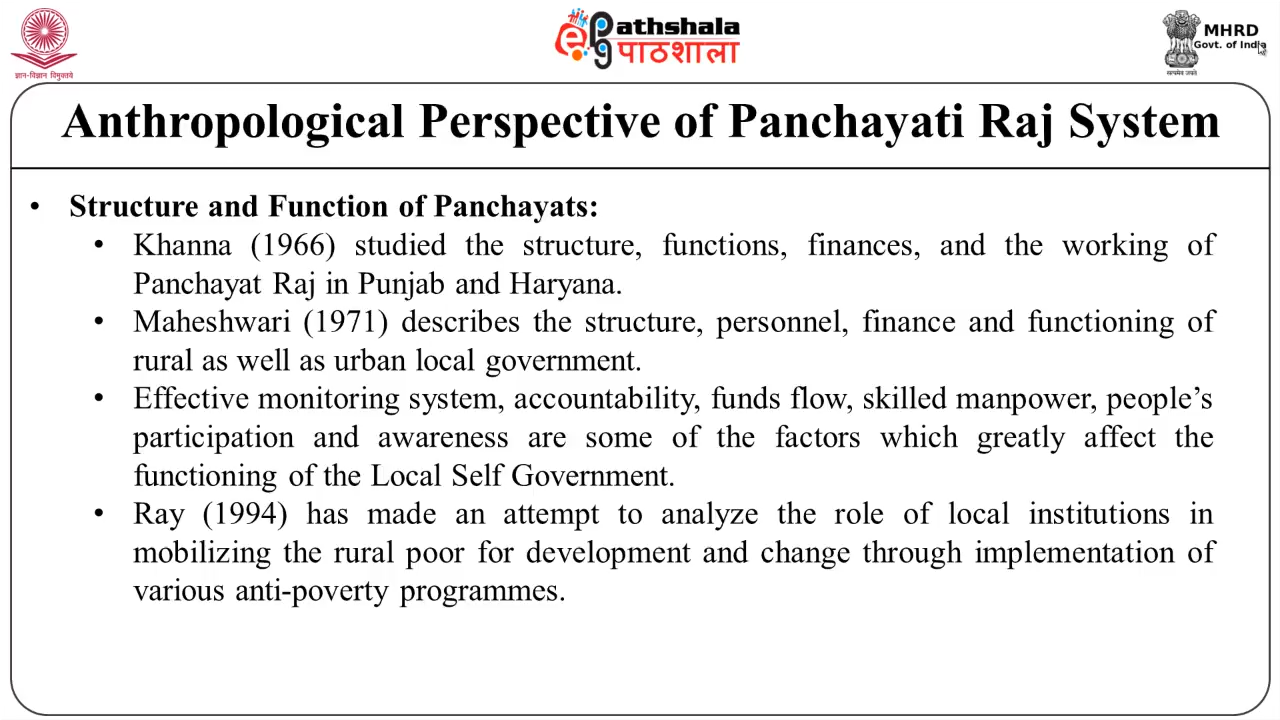 ज्ञान-विज्ञान विमुक्तये
ePathshala
पाठशाला
MHRD
Govt. of India
सत्यमेव जयते
Anthropological Perspective of Panchayati Raj System
• Structure and Function of Panchayats:
• Khanna (1966) studied the structure, functions, finances, and the working of
Panchayat Raj in Punjab and Haryana.
• Maheshwari (1971) describes the structure, personnel, finance and functioning of
rural as well as urban local government.
• Effective monitoring system, accountability, funds flow, skilled manpower, people’s
participation and awareness are some of the factors which greatly affect the
functioning of the Local Self Government.
• Ray (1994) has made an attempt to analyze the role of local institutions in
mobilizing the rural poor for development and change through implementation of
various anti-poverty programmes.